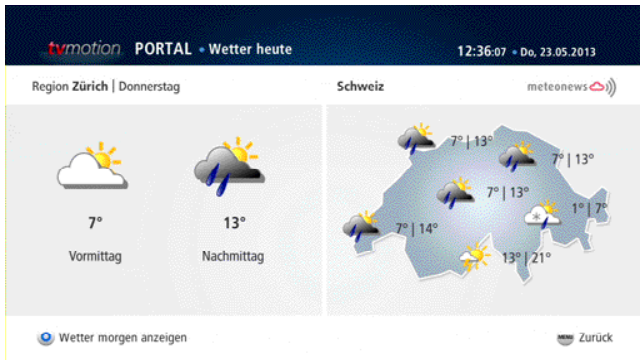 tvmotion PORTAL • Wetter heute
12:36:07 • Do, 23.05.2013
Region Zürich | Donnerstag
Schweiz
meteonews
7°
Vormittag
13°
Nachmittag
7° | 13°
7° | 13°
7° | 13°
1° | 7°
7° | 14°
13° | 21°
Wetter morgen anzeigen
MENU Zurück